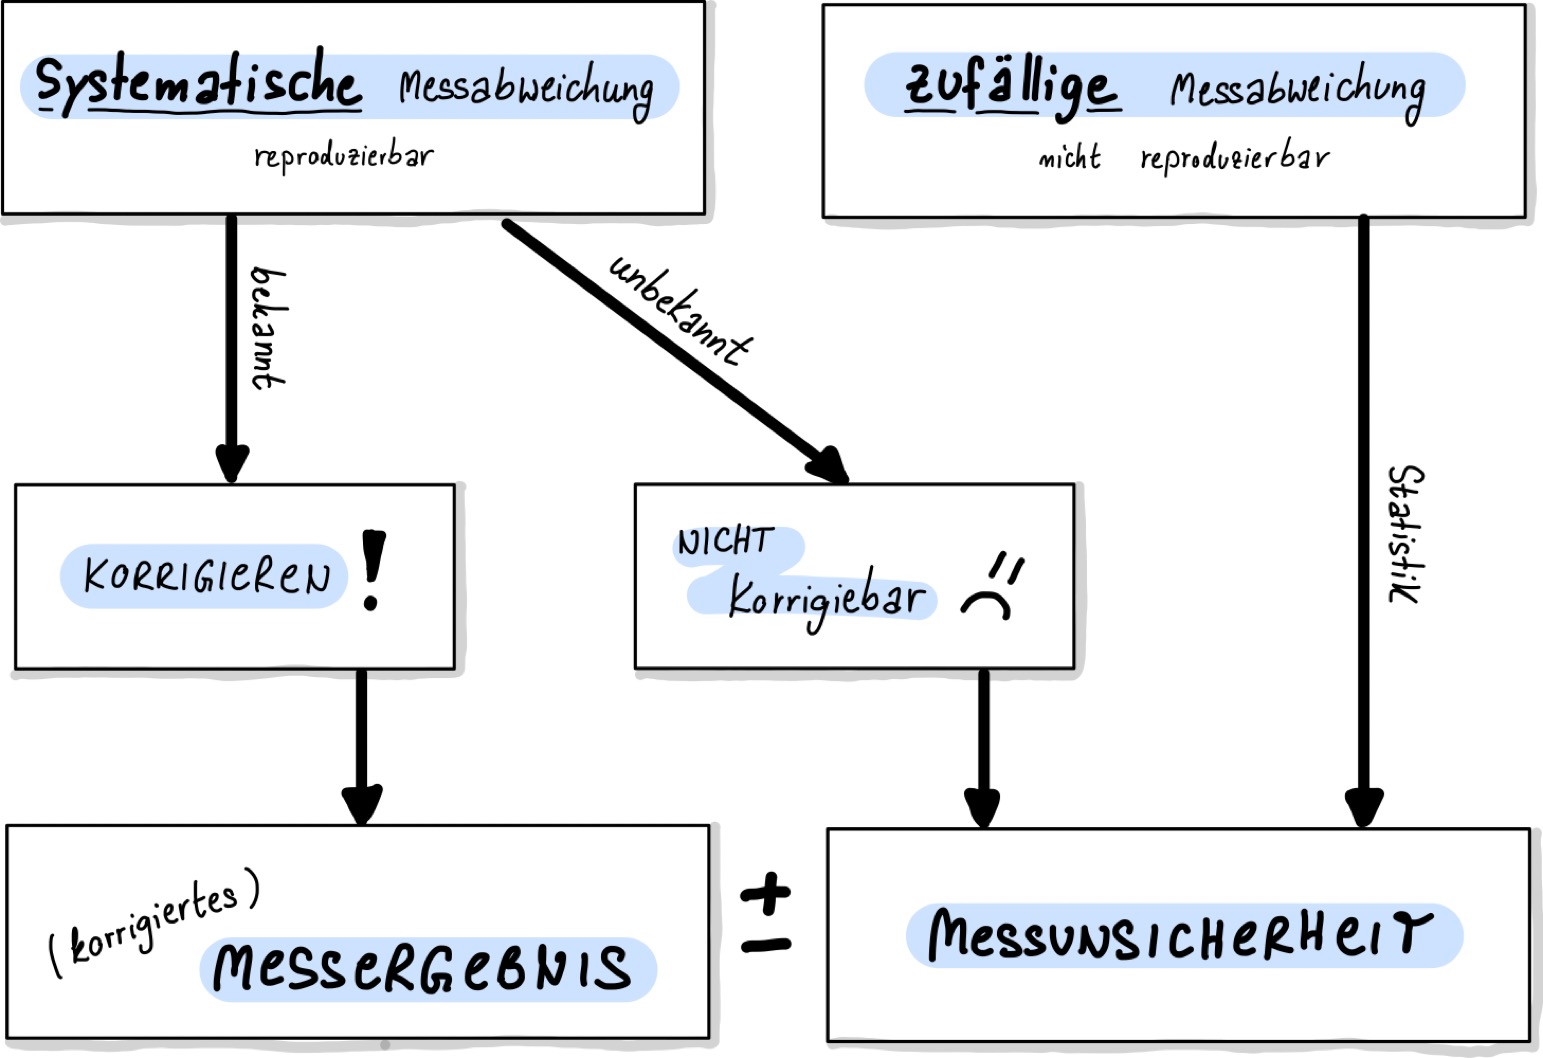 Systematische Messabweichung
reproduzierbar
zufällige Messabweichung
nicht reproduzierbar
bekannt
unbekannt
Statistik
KORRIGIEREN !
NICHT
Korrigiebar
(korrigiertes)
MESSERGEBNIS
±
MESSUNSICHERHEIT